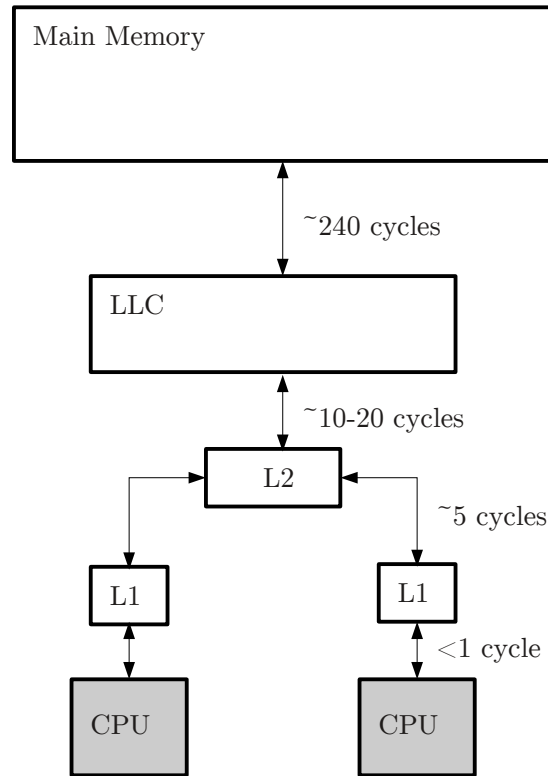 Main Memory
~240 cycles
LLC
~10-20 cycles
L2
~5 cycles
L1
L1
<1 cycle
CPU
CPU